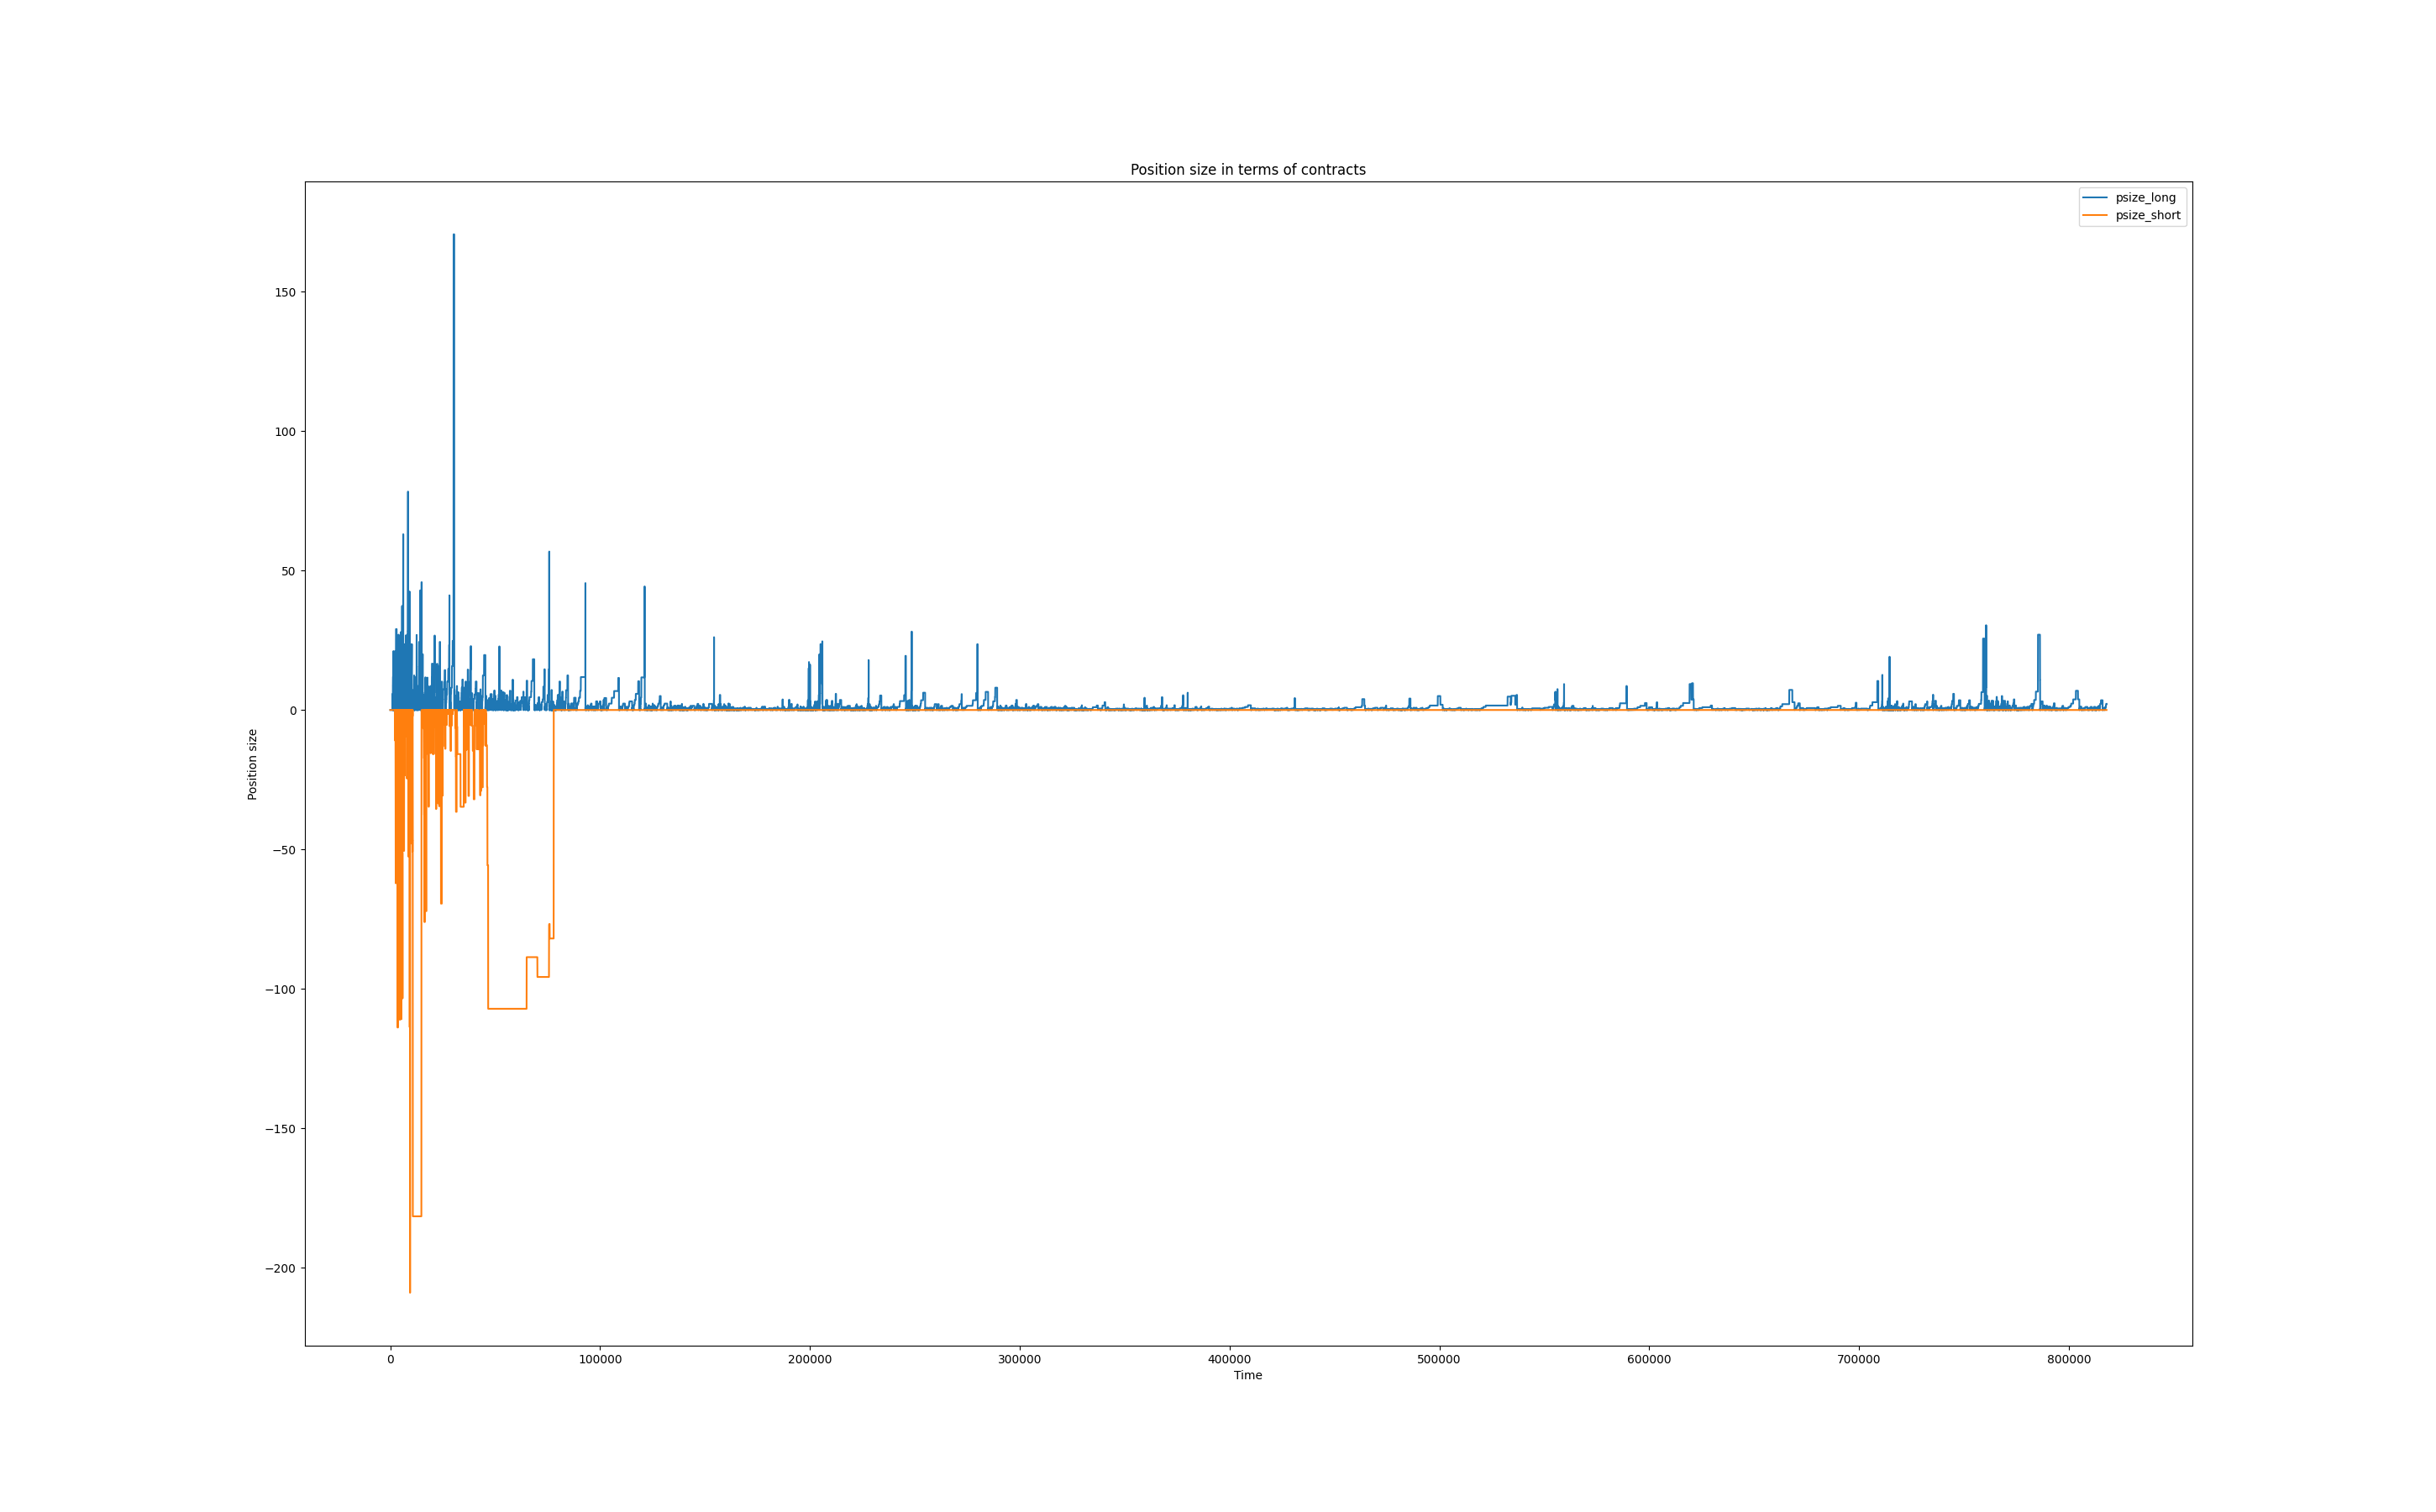 Position size in terms of contracts
psize_long
psize_short
150
100
50
0
−50
−100
−150
−200
Position size
0 100000 200000 300000 400000 500000 600000 700000 800000
Time